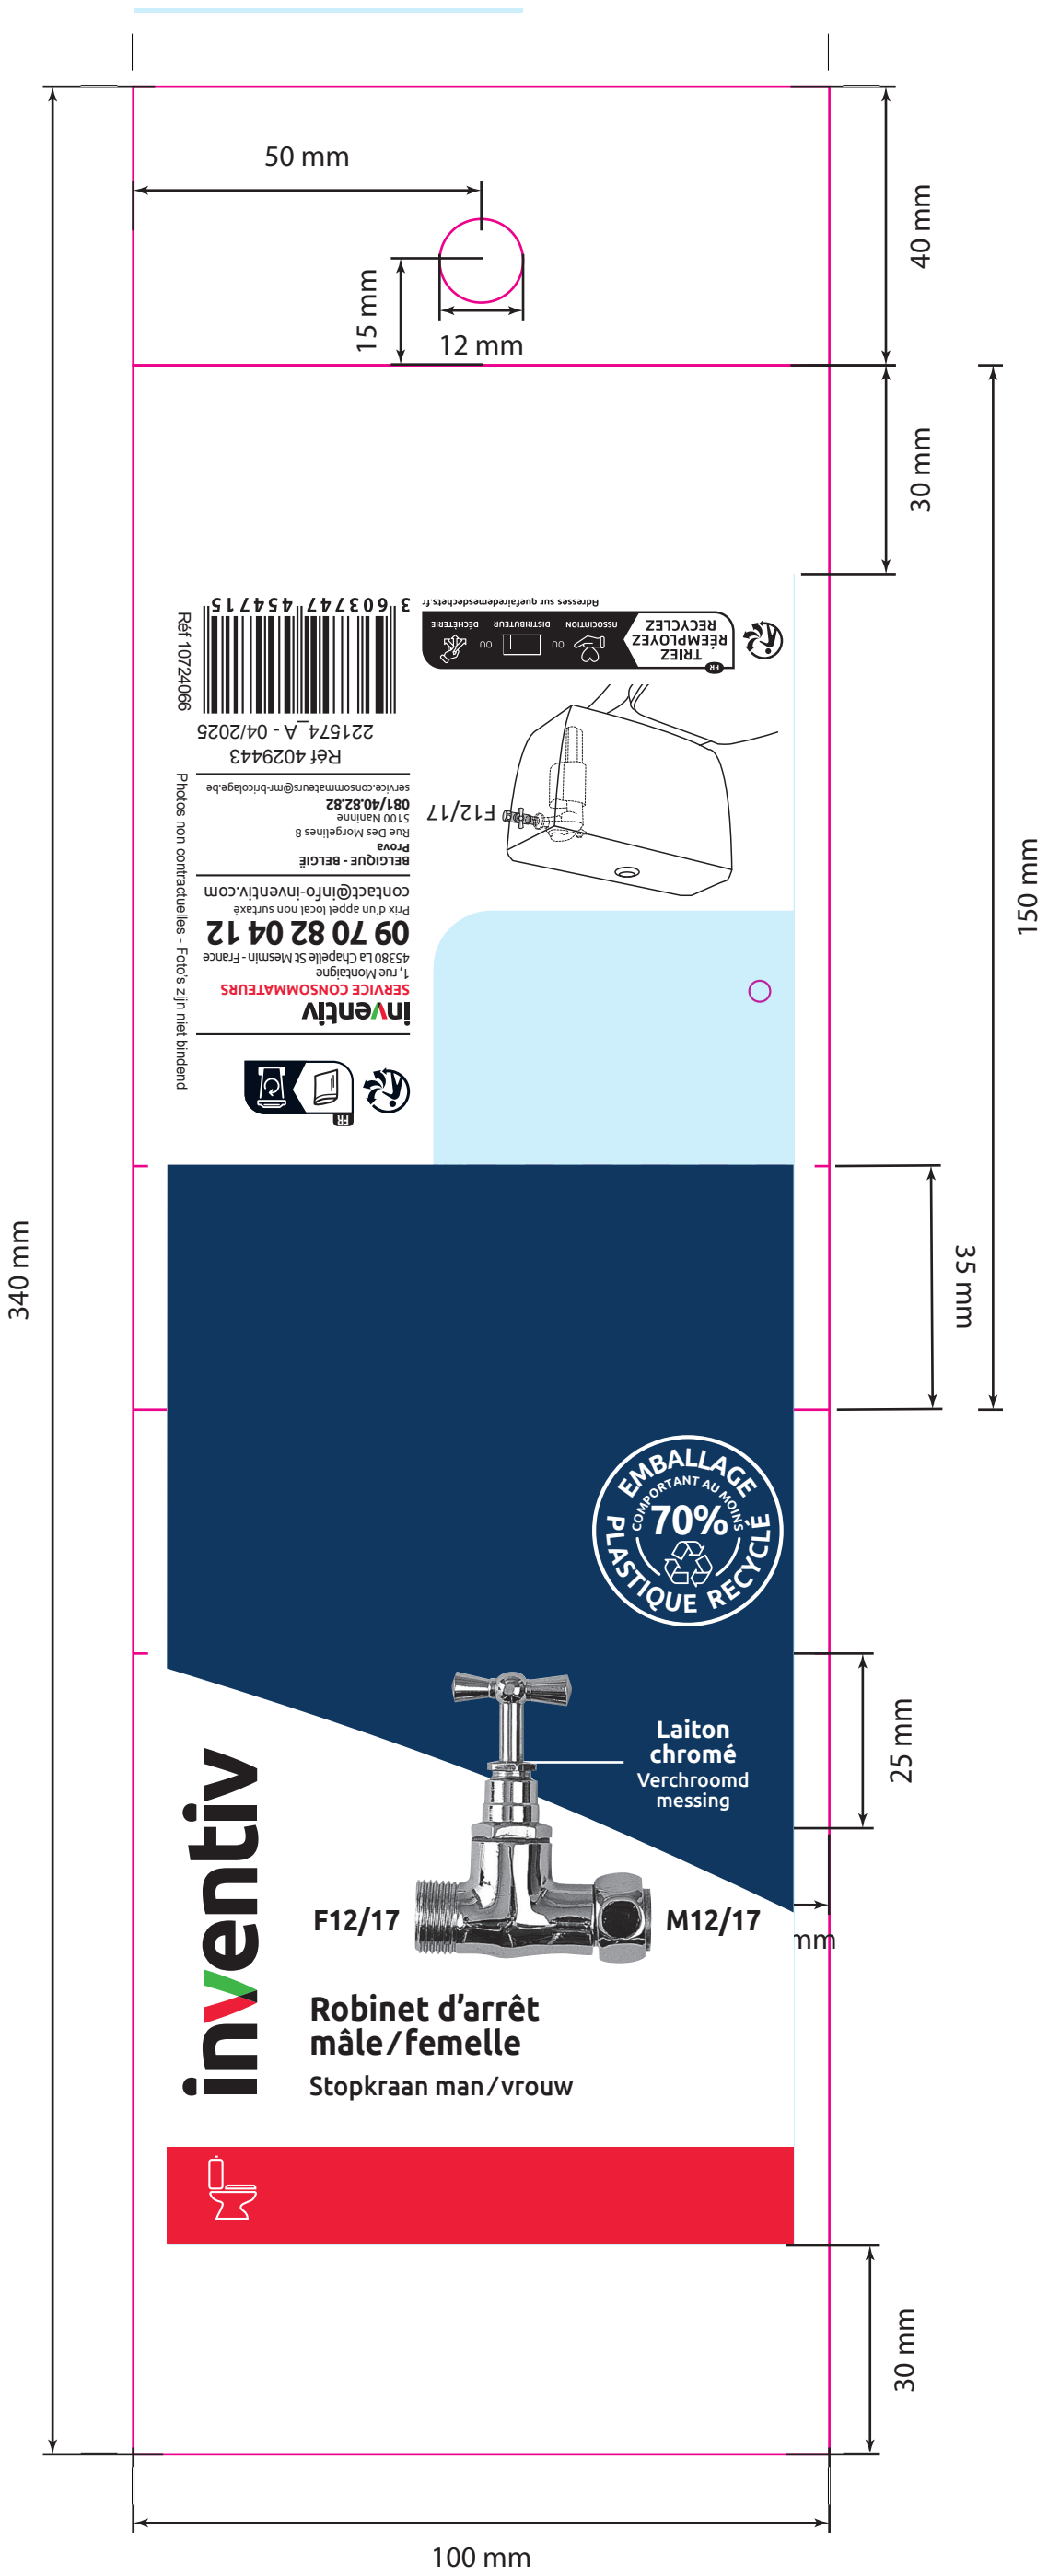 50 mm
40 mm
15 mm
12 mm
30 mm
150 mm
340 mm
35 mm
Adresses sur quefairedemesdechets.fr
FR
TRIEZ
RÉEMPLOYEZ
RECYCLEZ
ASSOCIATION
OU
DISTRIBUTEUR
OU
DÉCHÈTERIE
F12/17
FR
inventiv
SERVICE CONSOMMATEURS
1, rue Montaigne
45380 La Chapelle St Mesmin - France
09 70 82 04 12
Prix d'un appel local non surtaxé
contact@info-inventiv.com
BELGIQUE - BELGIË
Prova
Rue Des Morgelines 8
5100 Naninne
081/40.82.82
service.consommateurs@mr-bricolage.be
Réf 4029443
221574_A - 04/2025
3 603747 454715
Réf 10724066
Photos non contractuelles - Foto's zijn niet bindend
EMBALLAGE
COMPORTANT AU MOINS
70%
PLASTIQUE RECYCLÉ
25 mm
Laiton
chromé
Verchroomd
messing
F12/17
M12/17
mm
inventiv
Robinet d’arrêt
mâle/femelle
Stopkraan man/vrouw
30 mm
100 mm